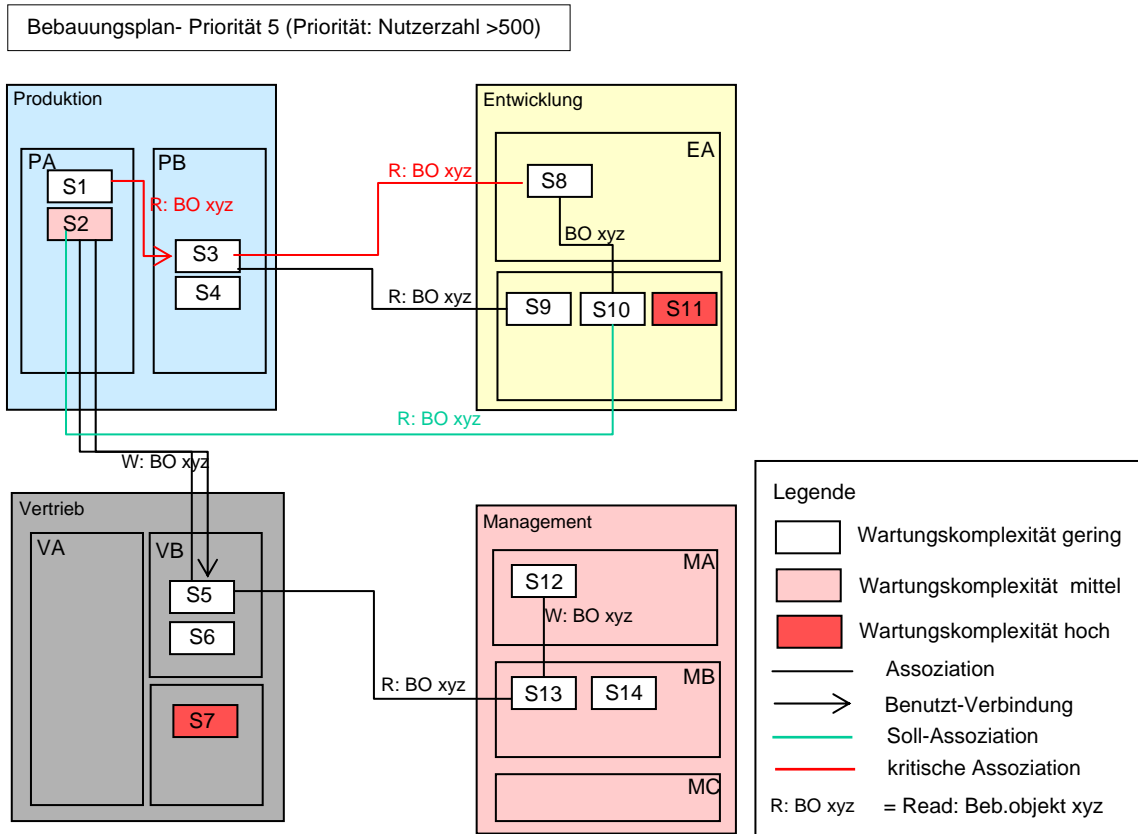 Bebauungsplan- Priorität 5 (Priorität: Nutzerzahl >500)
Produktion
PA
S1
S2
PB
R: BO xyz
S3
S4
R: BO xyz
R: BO xyz
Entwicklung
EA
S8
BO xyz
S9
S10
S11
R: BO xyz
W: BO xyz
Vertrieb
VA
VB
S5
S6
S7
R: BO xyz
Management
MA
S12
W: BO xyz
MB
S13
S14
MC
Legende
Wartungskomplexität gering
Wartungskomplexität mittel
Wartungskomplexität hoch
Assoziation
Benutzt-Verbindung
Soll-Assoziation
kritische Assoziation
R: BO xyz = Read: Beb.objekt xyz